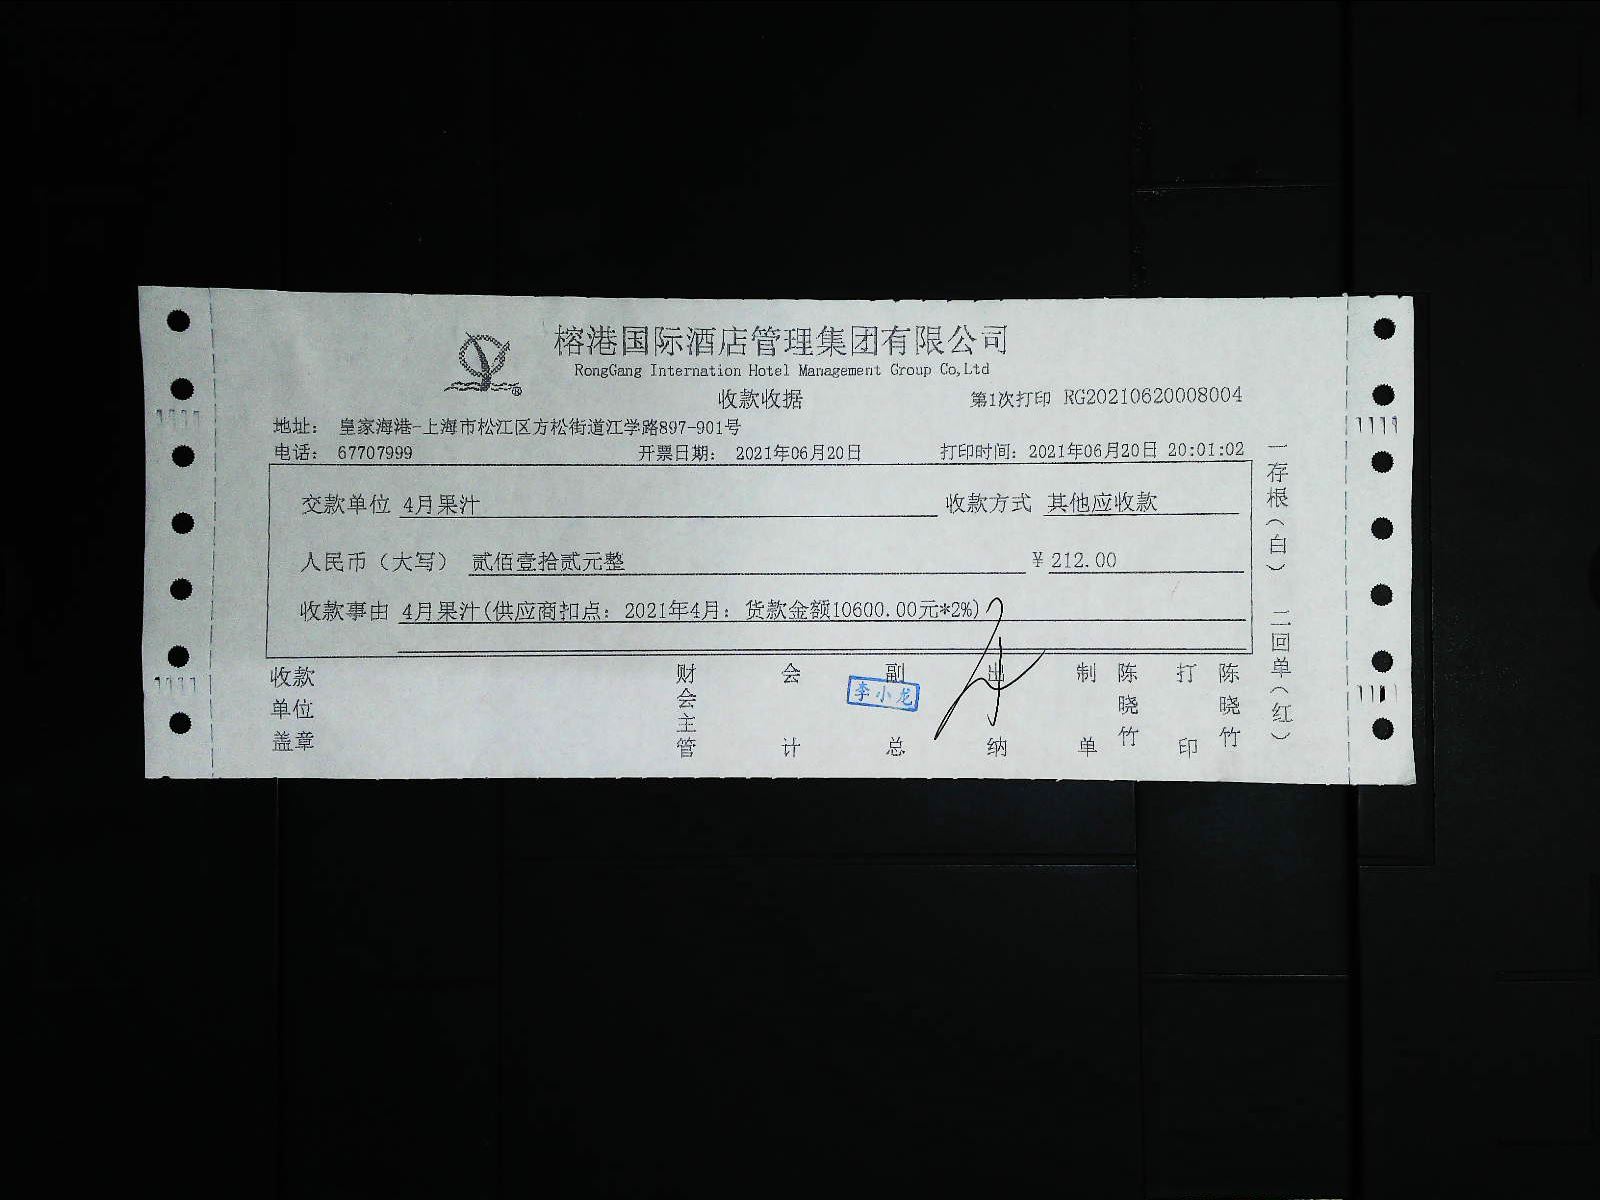 榕港国际酒店管理集团有限公司
RongGang Internation Hotel Management Group Co,Ltd
收款收据 第1次打印 RG20210620008004
地址： 皇家海港-上海市松江区方松街道江学路897-901号
电话： 67707999 开票日期： 2021年06月20日 打印时间：2021年06月20日 20:01:02
交款单位 4月果汁 收款方式 其他应收款
人民币（大写） 贰佰壹拾贰元整 ￥212.00
收款事由 4月果汁(供应商扣点：2021年4月：货款金额10600.00元*2%)
收款单位盖章 财会主管 会计 副总 李小龙 出纳 制单 陈晓竹 打印 陈晓竹
一存根（白） 二回单（红）